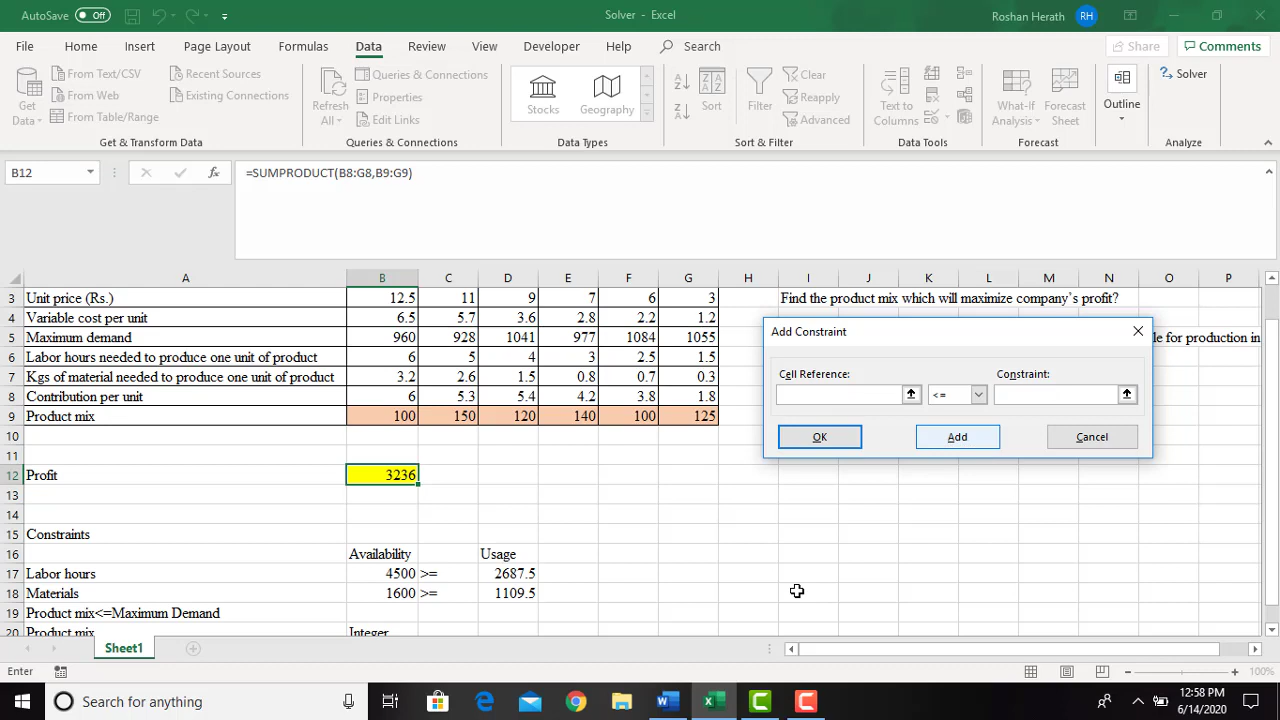 AutoSave Off
Solver - Excel
Roshan Herath RH
File Home Insert Page Layout Formulas Data Review View Developer Help Search Share Comments
Get Data
From Text/CSV
From Web
From Table/Range
Recent Sources
Existing Connections
Get & Transform Data
Refresh All
Queries & Connections
Properties
Edit Links
Queries & Connections
Stocks Geography
Data Types
Sort
Filter
Clear
Reapply
Advanced
Sort & Filter
Text to Columns
Data Tools
What-If Analysis
Forecast Sheet
Forecast
Outline
Solver
Analyze
B12 fx =SUMPRODUCT(B8:G8,B9:G9)
A B C D E F G H I J K L M N O P
3 Unit price (Rs.) 12.5 11 9 7 6 3 Find the product mix which will maximize company's profit?
4 Variable cost per unit 6.5 5.7 3.6 2.8 2.2 1.2
5 Maximum demand 960 928 1041 977 1084 1055 le for production in
6 Labor hours needed to produce one unit of product 6 5 4 3 2.5 1.5
7 Kgs of material needed to produce one unit of product 3.2 2.6 1.5 0.8 0.7 0.3
8 Contribution per unit 6 5.3 5.4 4.2 3.8 1.8
9 Product mix 100 150 120 140 100 125
10
11
12 Profit 3236
13
14
15 Constraints
16 Availability Usage
17 Labor hours 4500 >= 2687.5
18 Materials 1600 >= 1109.5
19 Product mix<=Maximum Demand
20 Product mix Integer
Add Constraint
Cell Reference: Constraint:
<=
OK Add Cancel
Sheet1
Enter 100%
Search for anything
12:58 PM
6/14/2020